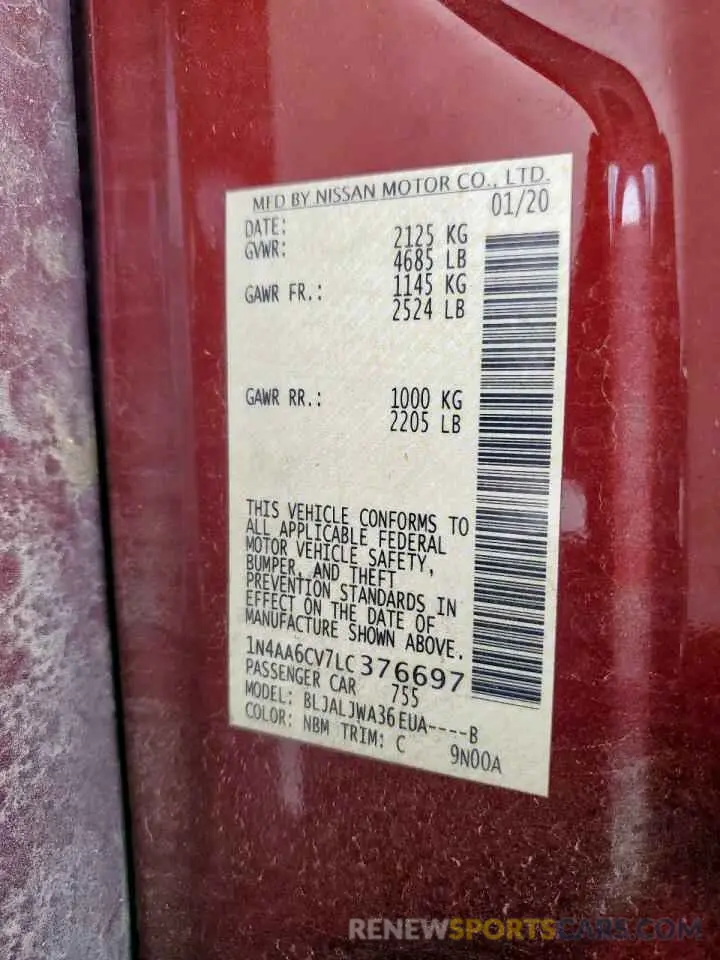 MFD BY NISSAN MOTOR CO., LTD.
DATE: 01/20
GVWR: 2125 KG
4685 LB
GAWR FR.: 1145 KG
2524 LB
GAWR RR.: 1000 KG
2205 LB
THIS VEHICLE CONFORMS TO
ALL APPLICABLE FEDERAL
MOTOR VEHICLE SAFETY,
BUMPER, AND THEFT
PREVENTION STANDARDS IN
EFFECT ON THE DATE OF
MANUFACTURE SHOWN ABOVE.
1N4AA6CV7LC376697
PASSENGER CAR 755
MODEL: BLJALJWA36EUA----B
COLOR: NBM TRIM: C 9N00A
RENEWSPORTSCARS.COM